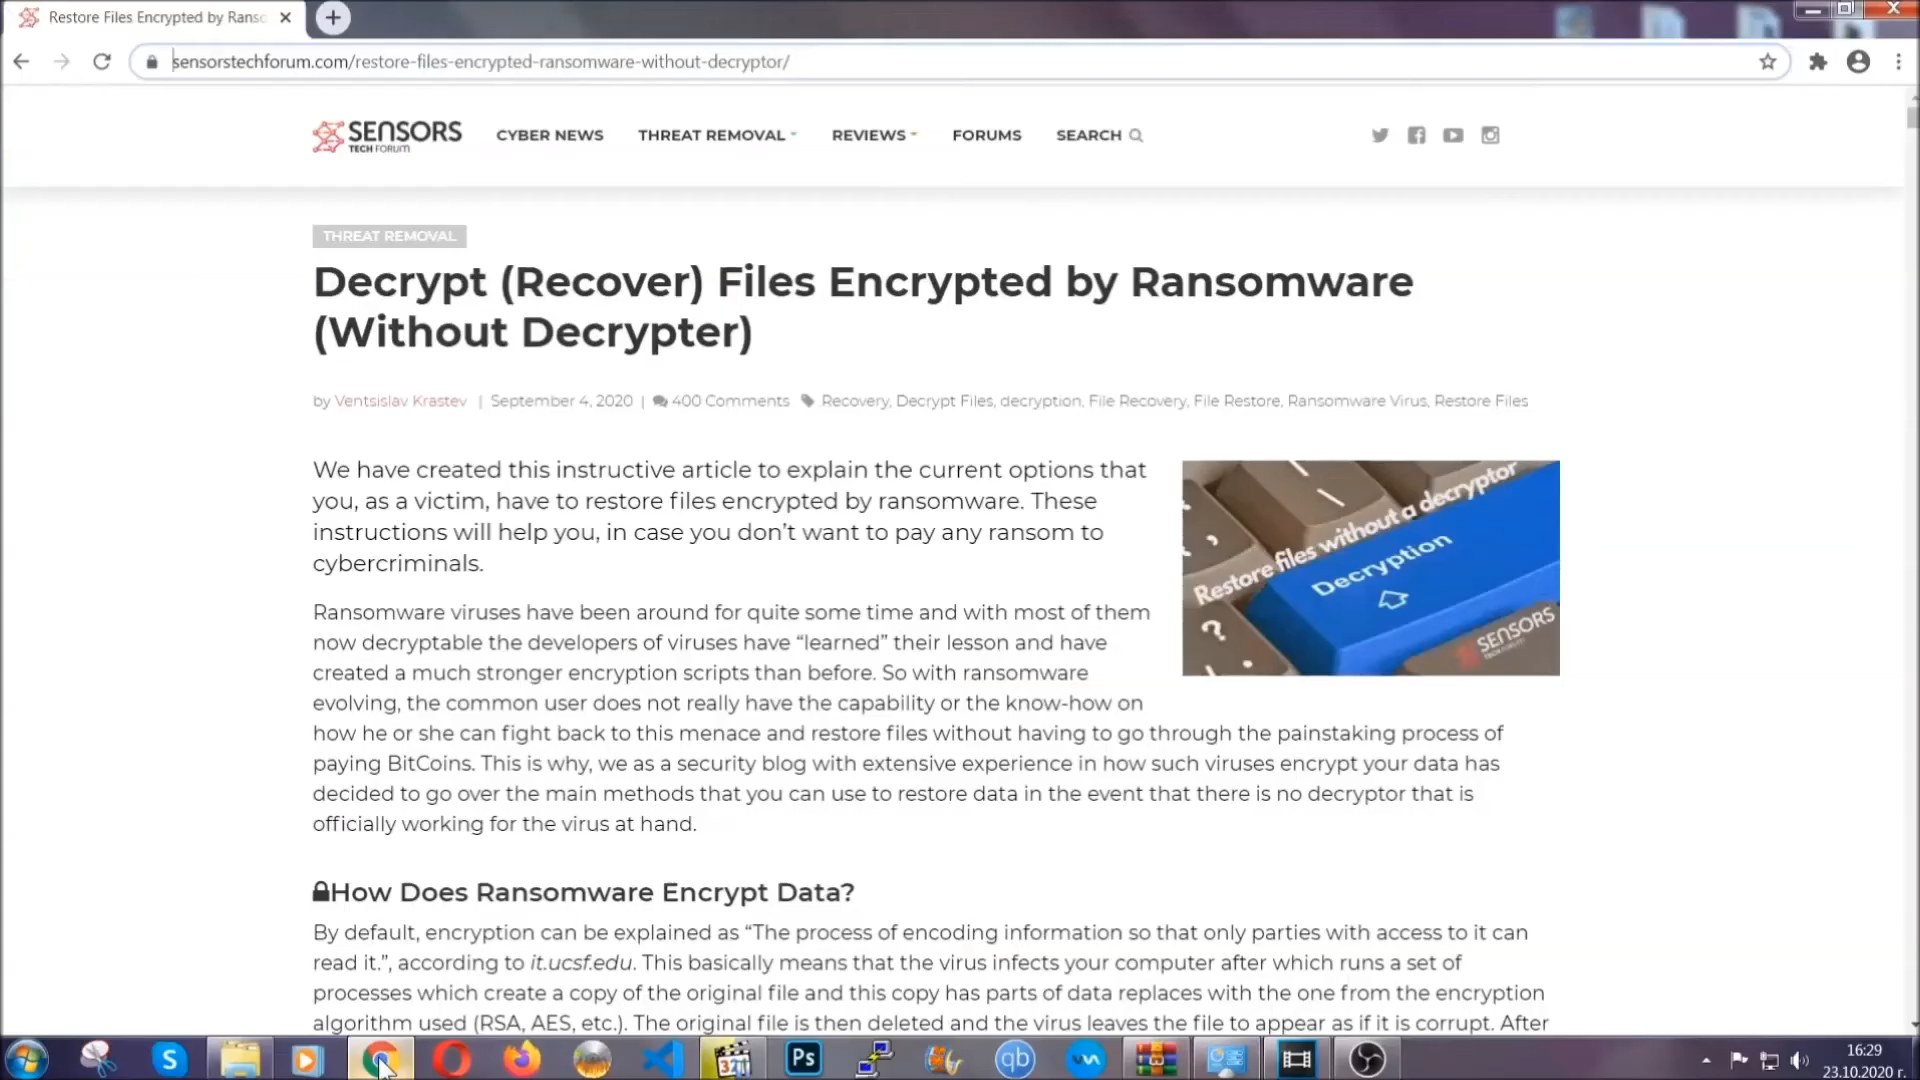 Restore Files Encrypted by Ranso
sensorstechforum.com/restore-files-encrypted-ransomware-without-decryptor/
SENSORS
TECH FORUM
CYBER NEWS
THREAT REMOVAL
REVIEWS
FORUMS
SEARCH
THREAT REMOVAL
Decrypt (Recover) Files Encrypted by Ransomware
(Without Decrypter)
by Ventsislav Krastev | September 4, 2020 | 400 Comments Recovery, Decrypt Files, decryption, File Recovery, File Restore, Ransomware Virus, Restore Files
We have created this instructive article to explain the current options that
you, as a victim, have to restore files encrypted by ransomware. These
instructions will help you, in case you don’t want to pay any ransom to
cybercriminals.
Restore files without a decryptor
Decryption
SENSORS
TECH FORUM
Ransomware viruses have been around for quite some time and with most of them
now decryptable the developers of viruses have “learned” their lesson and have
created a much stronger encryption scripts than before. So with ransomware
evolving, the common user does not really have the capability or the know-how on
how he or she can fight back to this menace and restore files without having to go through the painstaking process of
paying BitCoins. This is why, we as a security blog with extensive experience in how such viruses encrypt your data has
decided to go over the main methods that you can use to restore data in the event that there is no decryptor that is
officially working for the virus at hand.
How Does Ransomware Encrypt Data?
By default, encryption can be explained as “The process of encoding information so that only parties with access to it can
read it.”, according to it.ucsf.edu. This basically means that the virus infects your computer after which runs a set of
processes which create a copy of the original file and this copy has parts of data replaces with the one from the encryption
algorithm used (RSA, AES, etc.). The original file is then deleted and the virus leaves the file to appear as if it is corrupt. After
S
321
Ps
qb
16:29
23.10.2020 г.